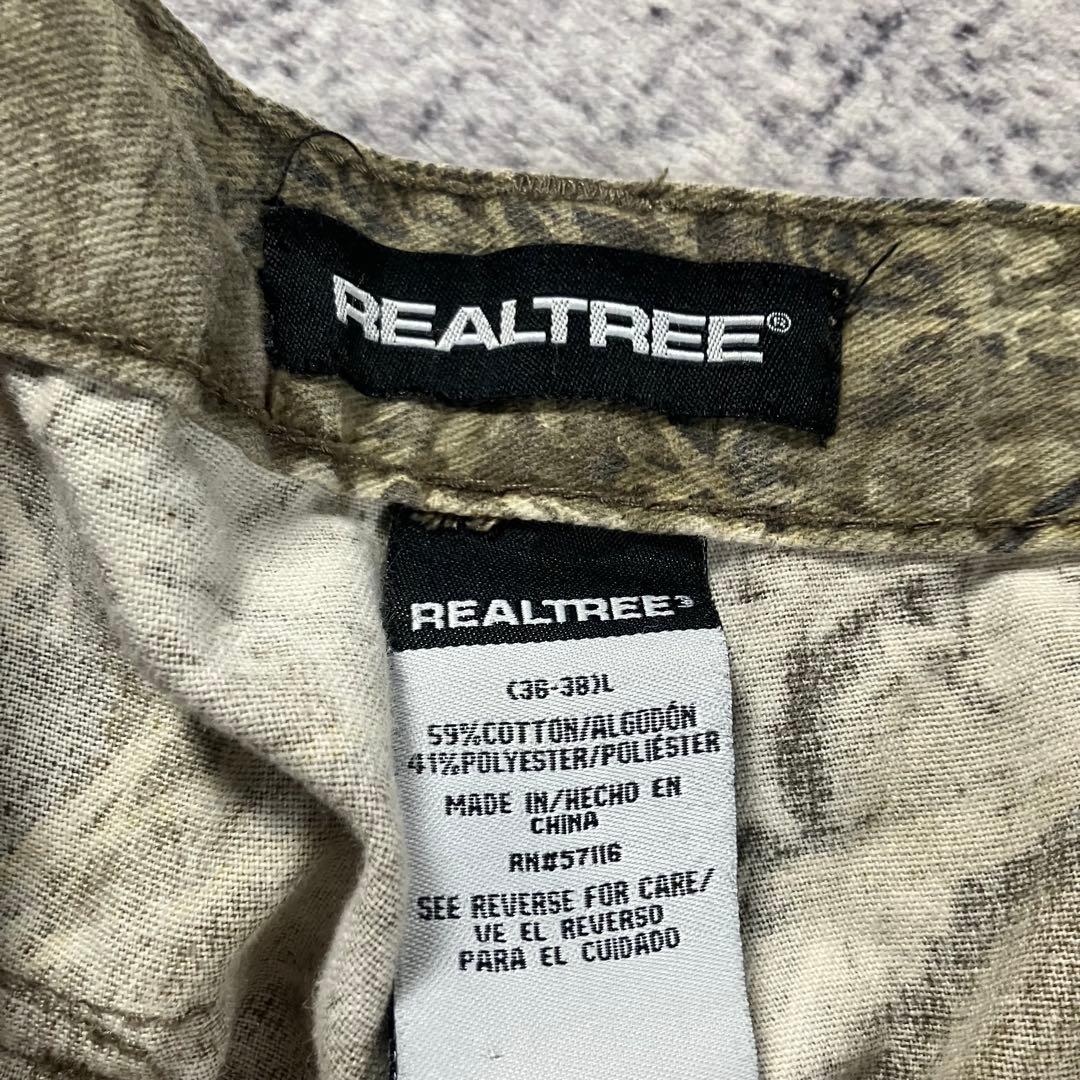 REALTREE®
REALTREE®
(36-38)L
59%COTTON/ALGODÓN
41%POLYESTER/POLIÉSTER
MADE IN/HECHO EN
CHINA
RN#57116
SEE REVERSE FOR CARE/
VE EL REVERSO
PARA EL CUIDADO